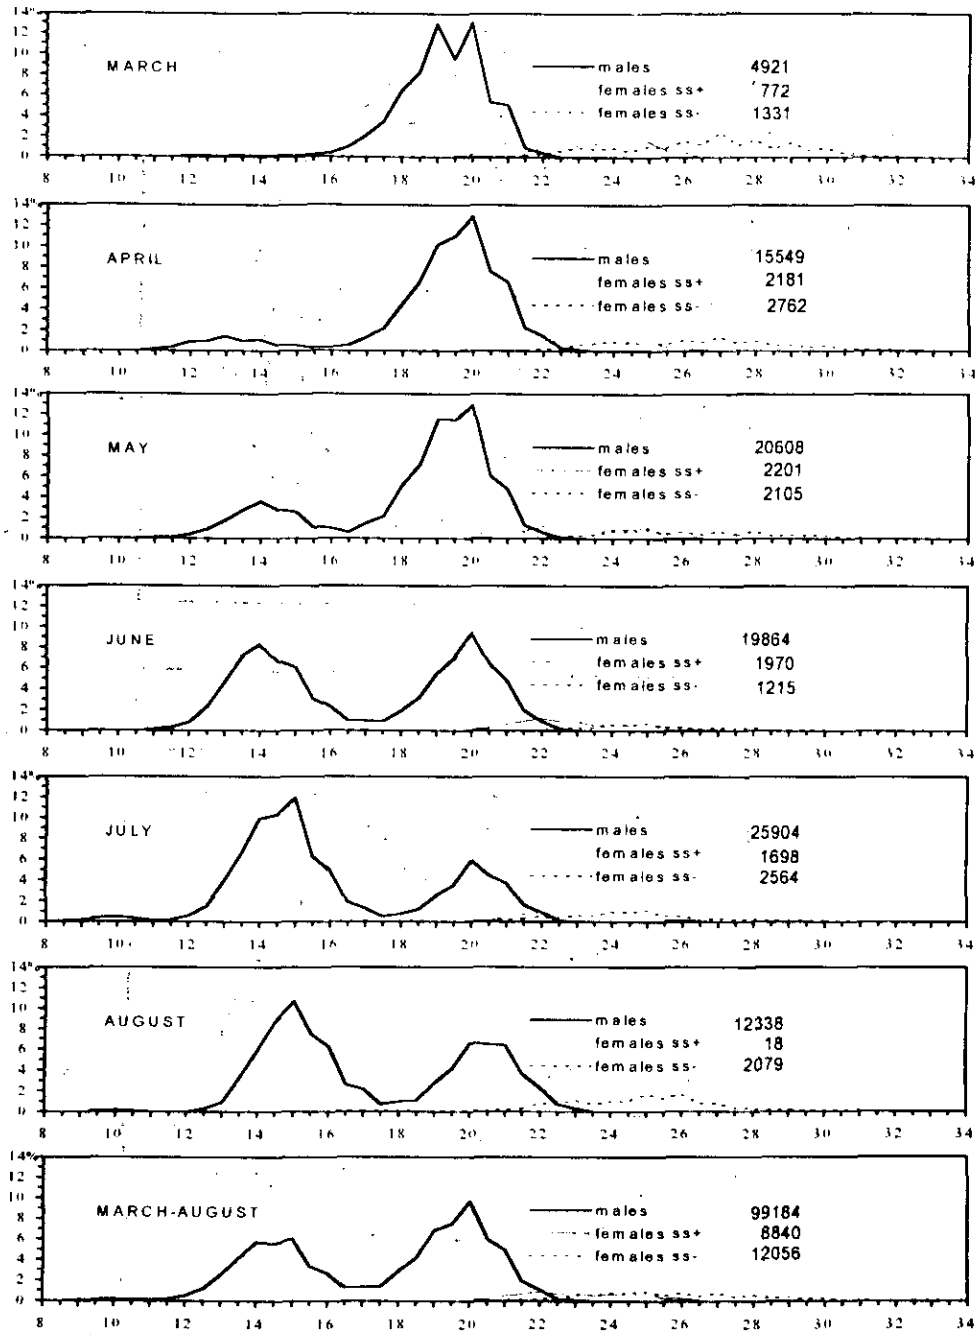 14%
12
10
8
6
4
2
0
MARCH
males 4921
females ss+ 772
females ss- 1331
8 10 12 14 16 18 20 22 24 26 28 30 32 34
14%
12
10
8
6
4
2
0
APRIL
males 15549
females ss+ 2181
females ss- 2762
8 10 12 14 16 18 20 22 24 26 28 30 32 34
14%
12
10
8
6
4
2
0
MAY
males 20608
females ss+ 2201
females ss- 2105
8 10 12 14 16 18 20 22 24 26 28 30 32 34
14%
12
10
8
6
4
2
0
JUNE
males 19864
females ss+ 1970
females ss- 1215
8 10 12 14 16 18 20 22 24 26 28 30 32 34
14%
12
10
8
6
4
2
0
JULY
males 25904
females ss+ 1698
females ss- 2564
8 10 12 14 16 18 20 22 24 26 28 30 32 34
14%
12
10
8
6
4
2
0
AUGUST
males 12338
females ss+ 18
females ss- 2079
8 10 12 14 16 18 20 22 24 26 28 30 32 34
14%
12
10
8
6
4
2
0
MARCH-AUGUST
males 99184
females ss+ 8840
females ss- 12056
8 10 12 14 16 18 20 22 24 26 28 30 32 34